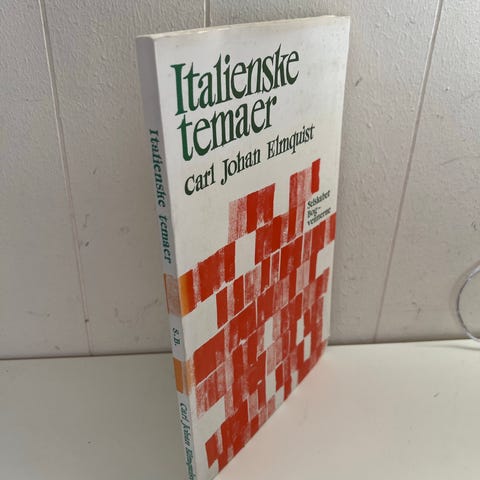 Italienske
temaer
Carl Johan Elmquist
Selskabet
Bog-
vennerne
Italienske temaer
S.B.
Carl Johan Elmquist